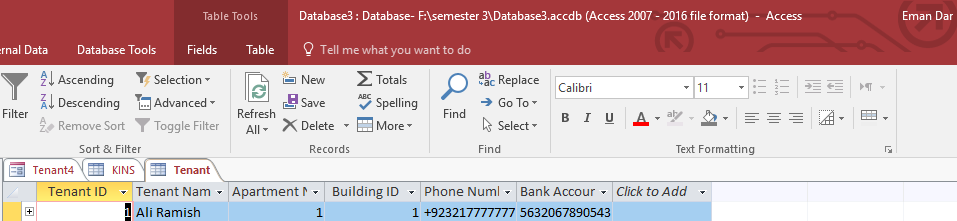 Table Tools Database3 : Database- F:\semester 3\Database3.accdb (Access 2007 - 2016 file format) - Access Eman Dar
nal Data Database Tools Fields Table Tell me what you want to do
Filter Ascending Selection Refresh All New Totals Find Replace Calibri 11
Descending Advanced Save Spelling Go To B I U A
Remove Sort Toggle Filter Delete More Select
Sort & Filter Records Find Text Formatting
Tenant4 KINS Tenant
Tenant ID Tenant Nam Apartment N Building ID Phone Numl Bank Accour Click to Add
1 Ali Ramish 1 1 +923217777777 5632067890543